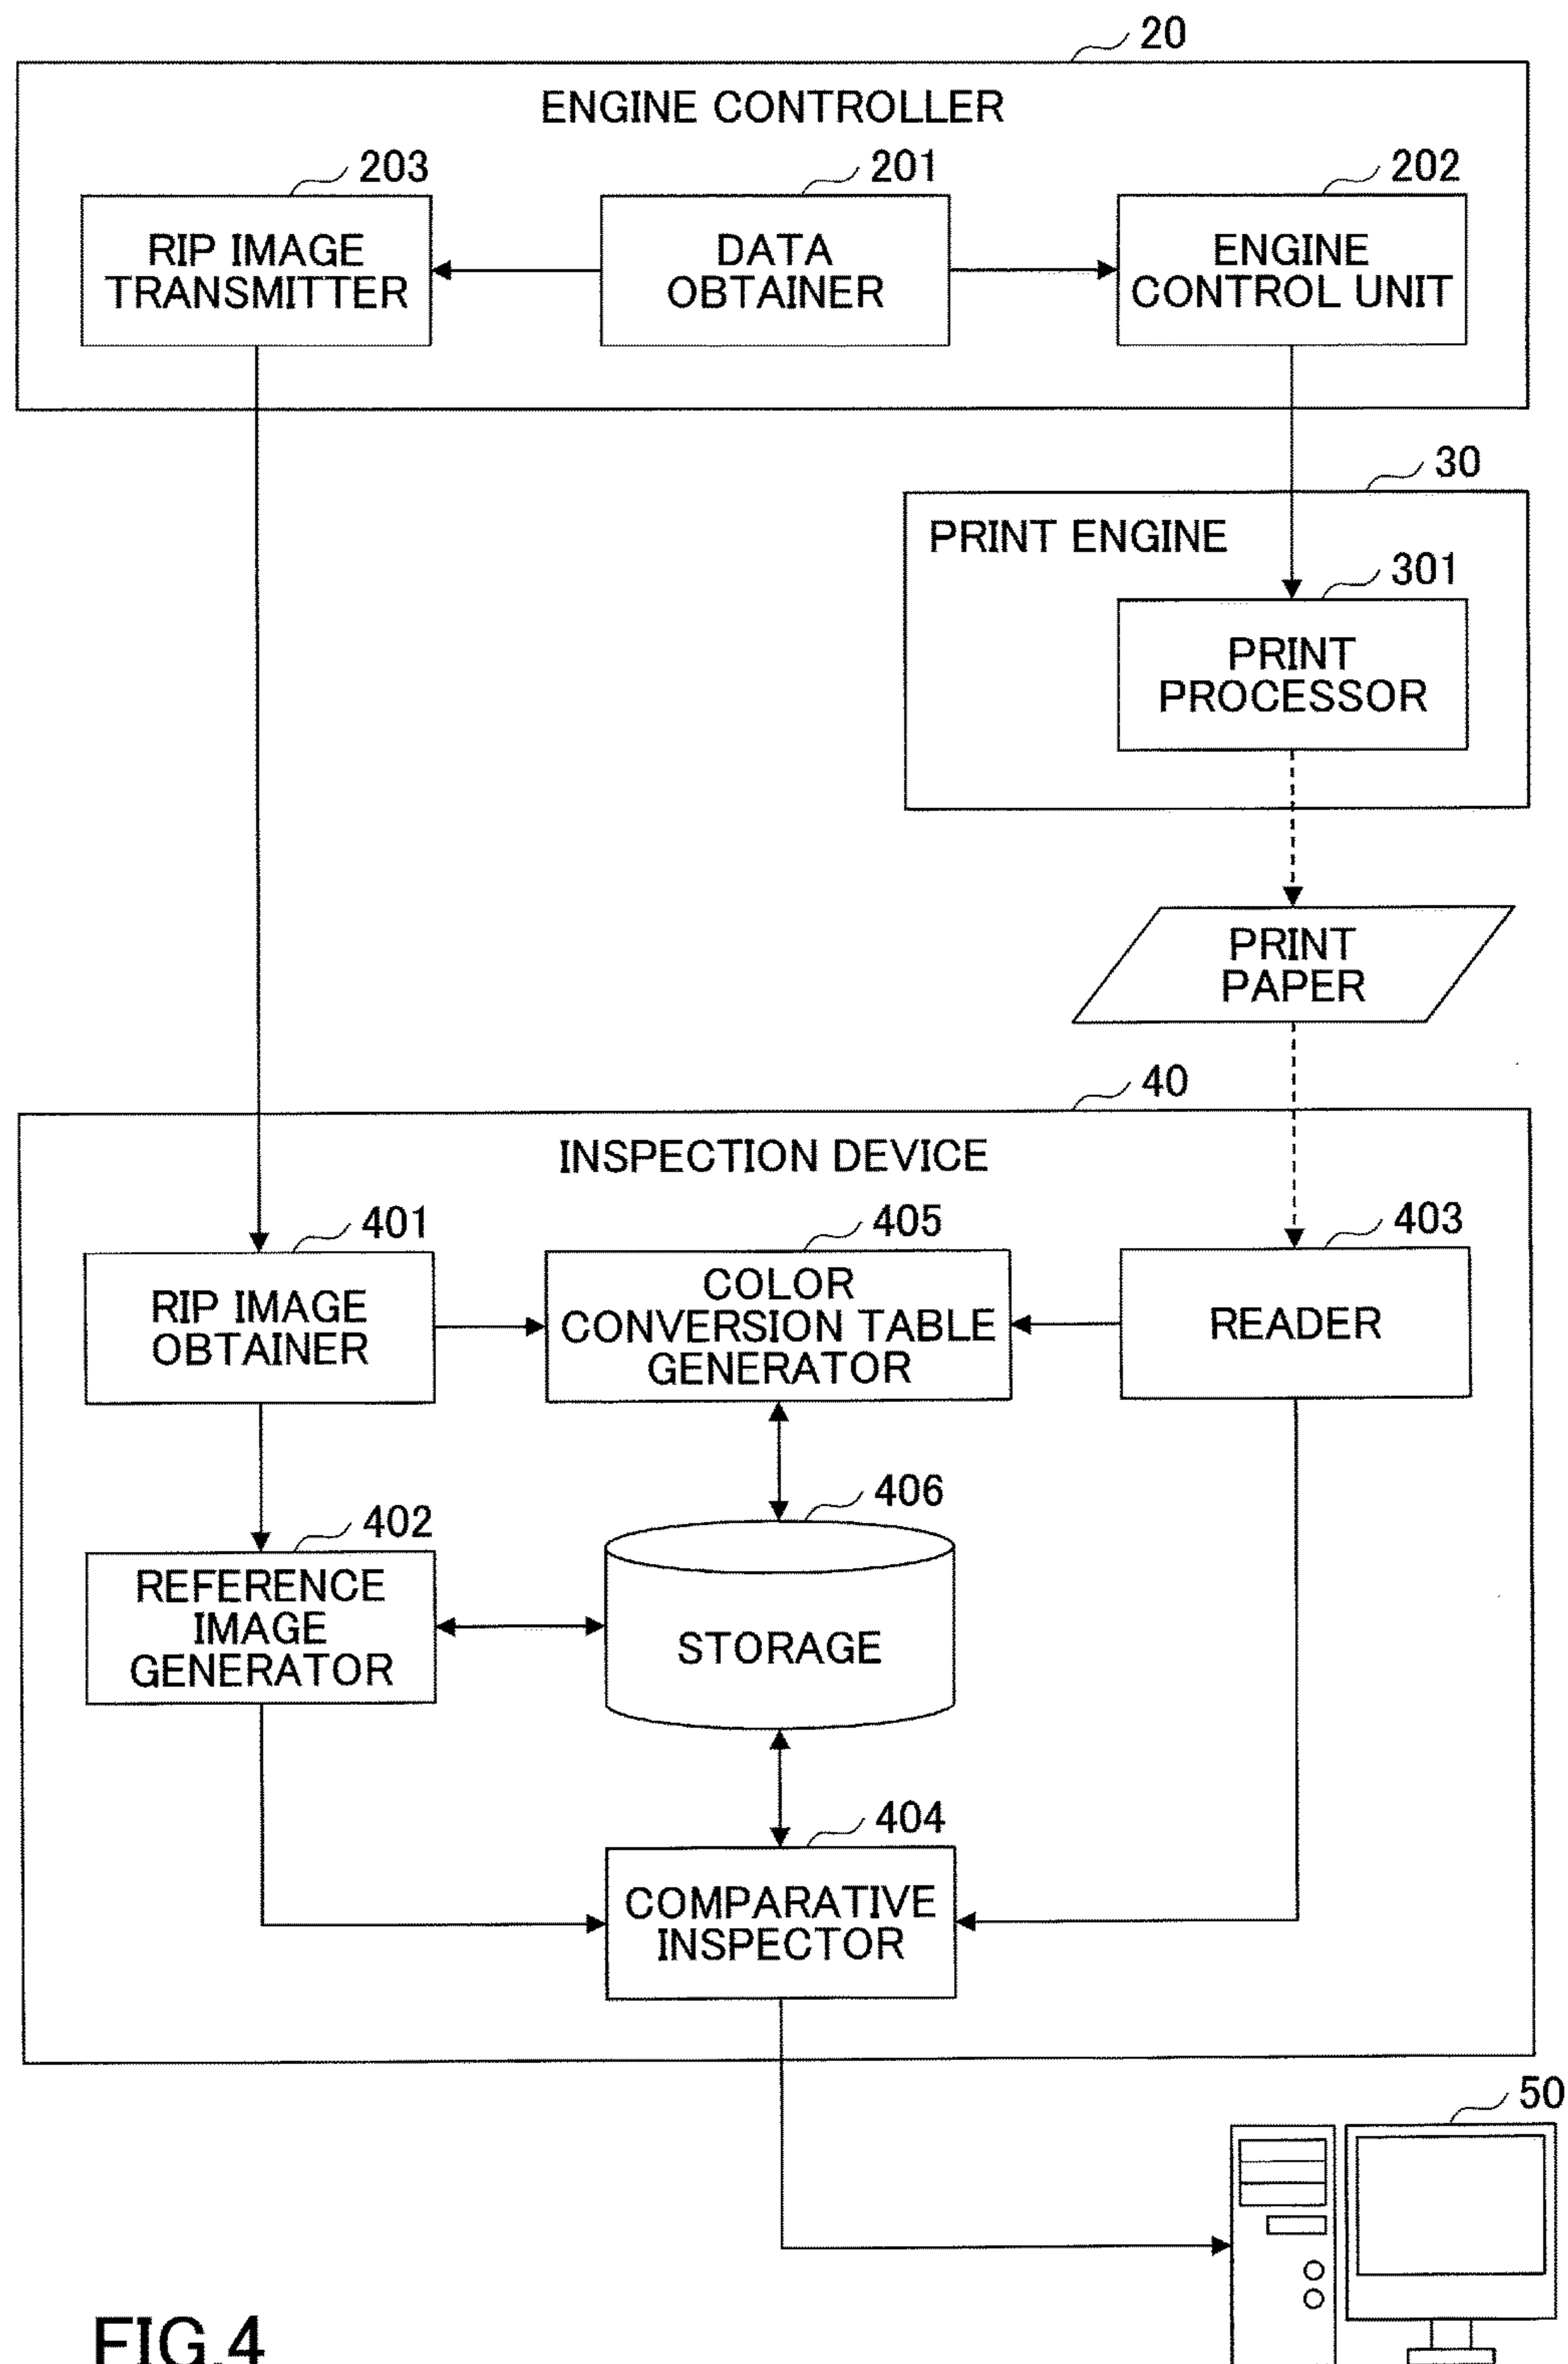 20
ENGINE CONTROLLER
203
201
202
RIP IMAGE
TRANSMITTER
DATA
OBTAINER
ENGINE
CONTROL UNIT
30
PRINT ENGINE
301
PRINT
PROCESSOR
PRINT
PAPER
40
INSPECTION DEVICE
401
405
403
RIP IMAGE
OBTAINER
COLOR
CONVERSION TABLE
GENERATOR
READER
406
402
REFERENCE
IMAGE
GENERATOR
STORAGE
404
COMPARATIVE
INSPECTOR
50
FIG.4